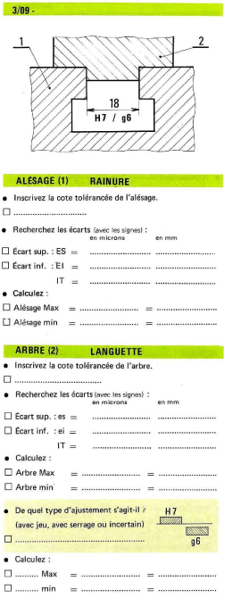 3/09 -
1
2
18
H7 / g6
ALÉSAGE (1) RAINURE
• Inscrivez la cote tolérancée de l'alésage.
□ ..............................
• Recherchez les écarts (avec les signes) :
en microns en mm
□ Écart sup. : ES = .................... ....................
□ Écart inf. : EI = .................... ....................
IT = .................... ....................
• Calculez :
□ Alésage Max = .................... = ....................
□ Alésage min = .................... = ....................
ARBRE (2) LANGUETTE
• Inscrivez la cote tolérancée de l'arbre.
□ ..............................
• Recherchez les écarts (avec les signes) :
en microns en mm
□ Écart sup. : es = .................... ....................
□ Écart inf. : ei = .................... ....................
IT = .................... ....................
• Calculez :
□ Arbre Max = .................... = ....................
□ Arbre min = .................... = ....................
• De quel type d'ajustement s'agit-il ?
(avec jeu, avec serrage ou incertain)
□ ..............................
H7
g6
• Calculez :
□ .......... Max = .................... = ....................
□ .......... min = .................... = ....................